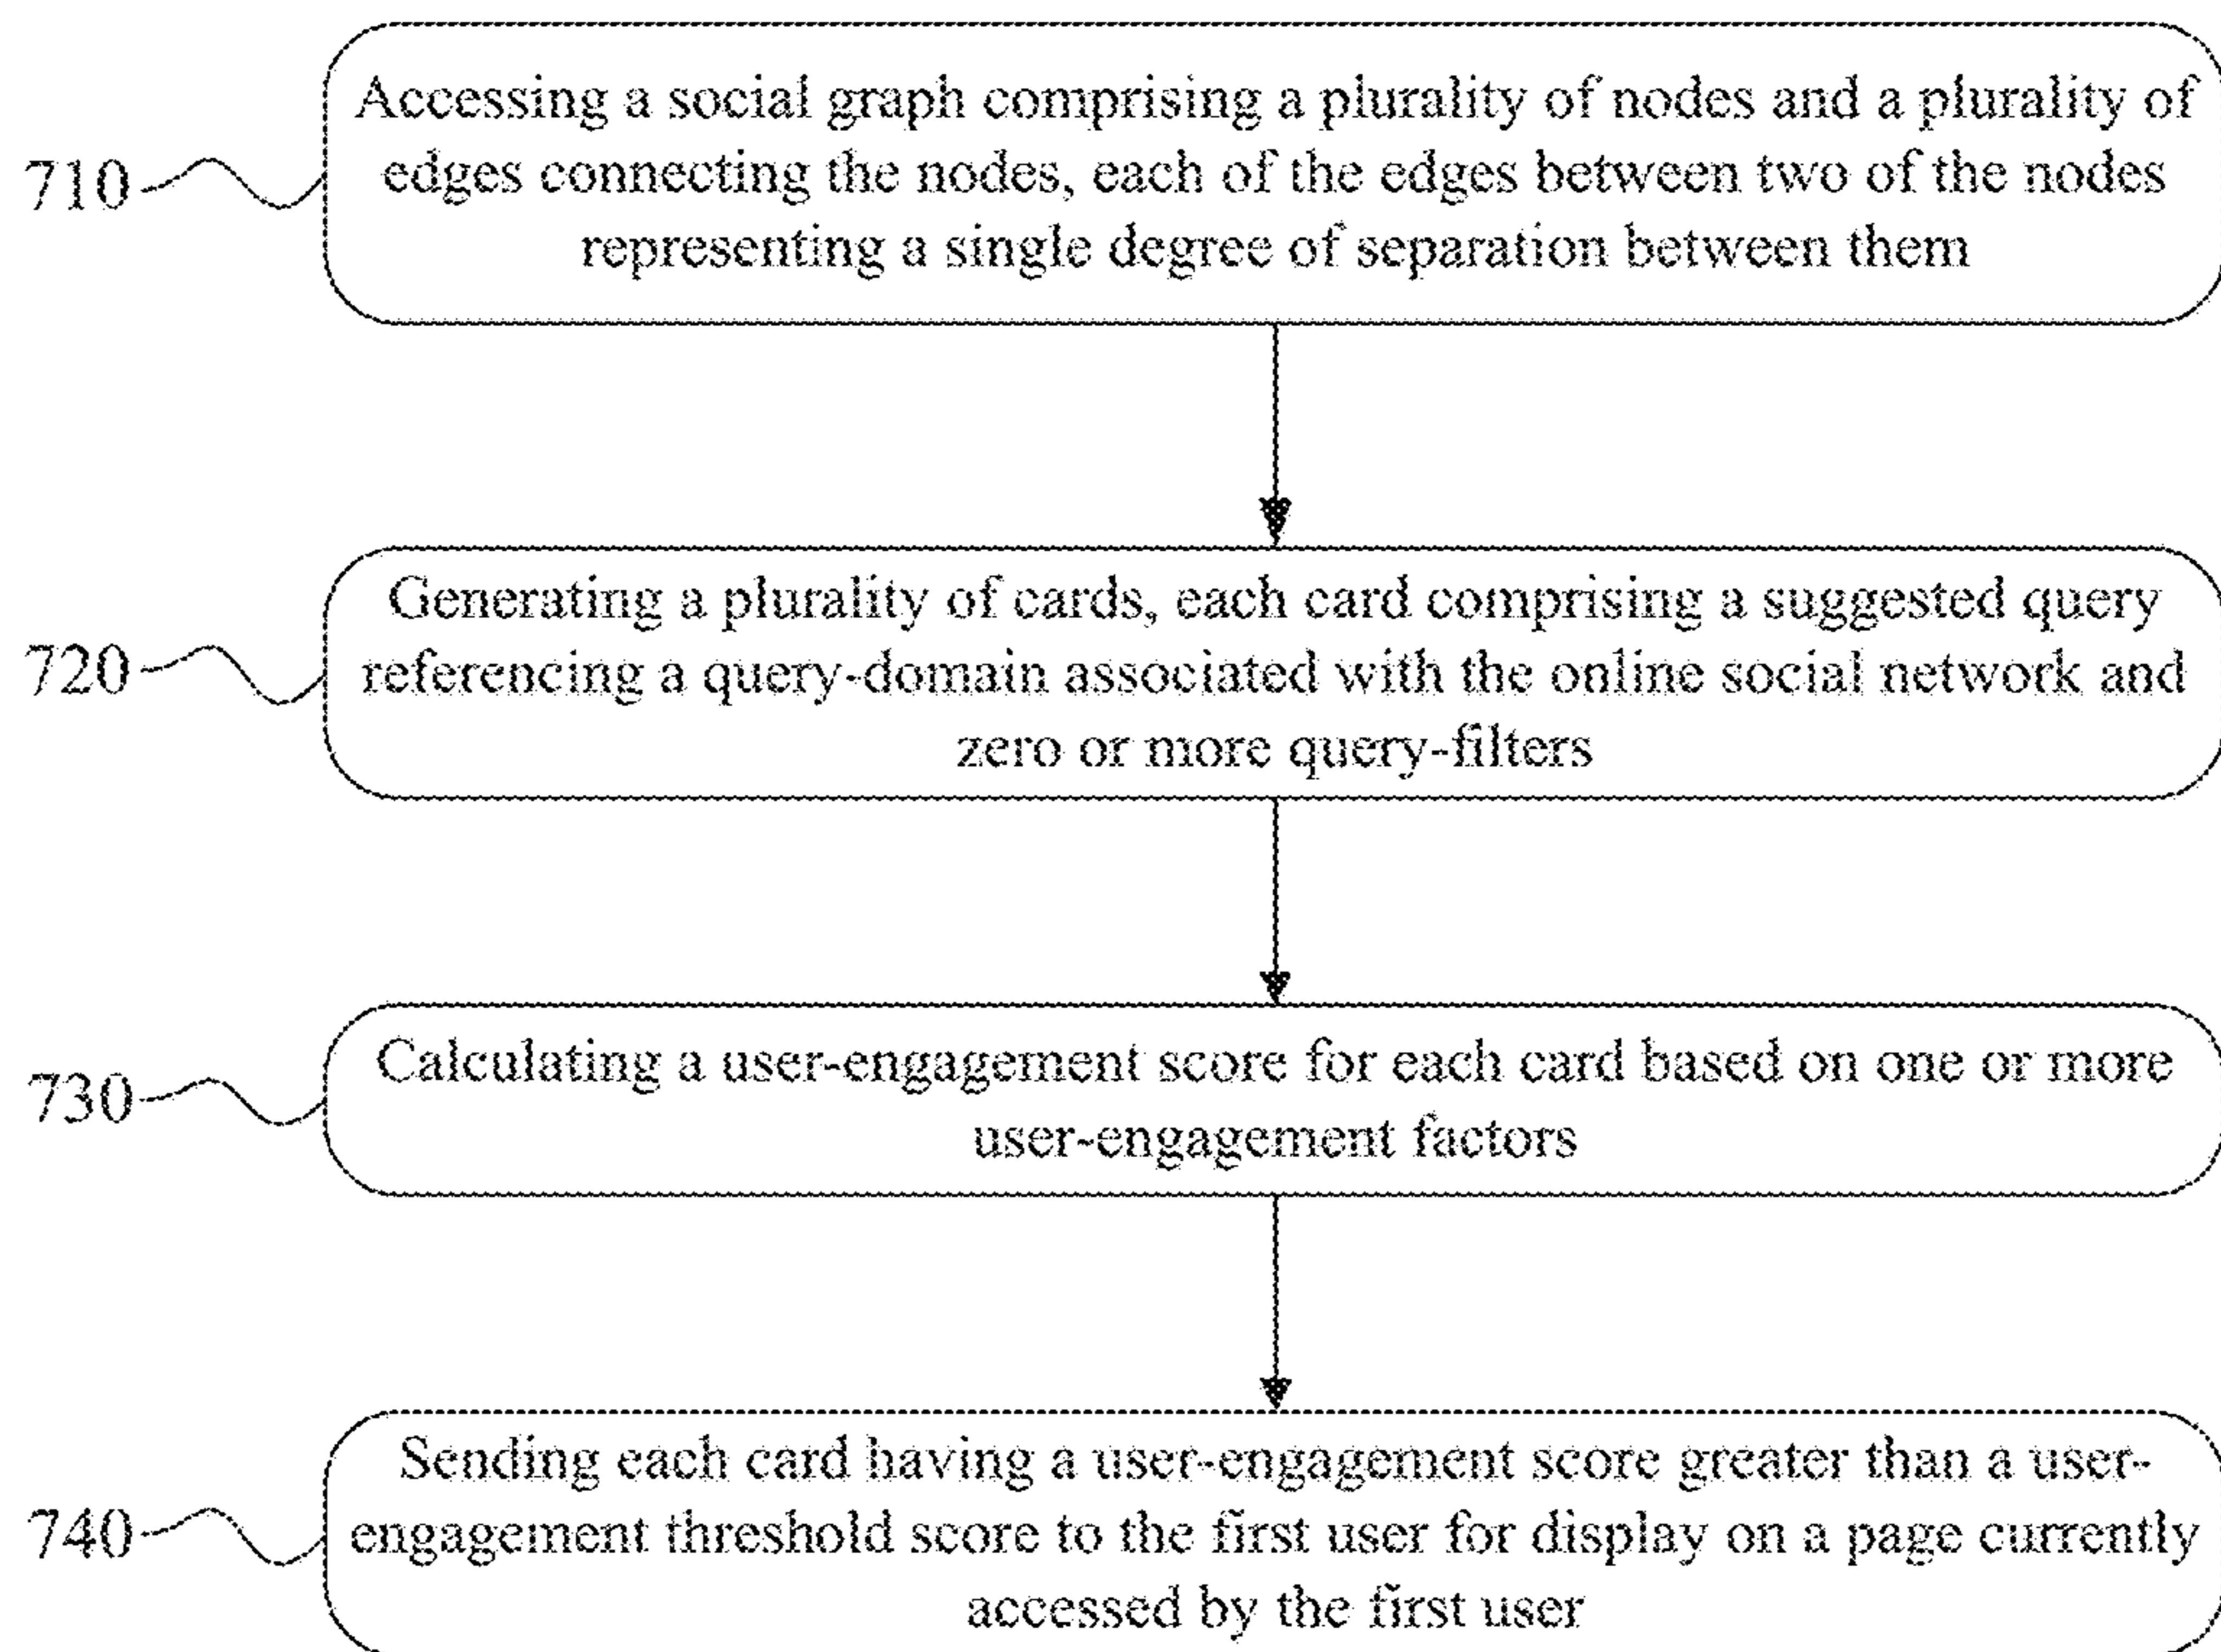 Accessing a social graph comprising a plurality of nodes and a plurality of
710
edges connecting the nodes, each of the edges between two of the nodes
representing a single degree of separation between them
Generating a plurality of cards, each card comprising a suggested query
720
referencing a query-domain associated with the online social network and
zero or more query-filters
730
Calculating a user-engagement score for each card based on one or more
user-engagement factors
Sending each card having a user-engagement score greater than a user-
740
engagement threshold score to the first user for display on a page currently
accessed by the first user